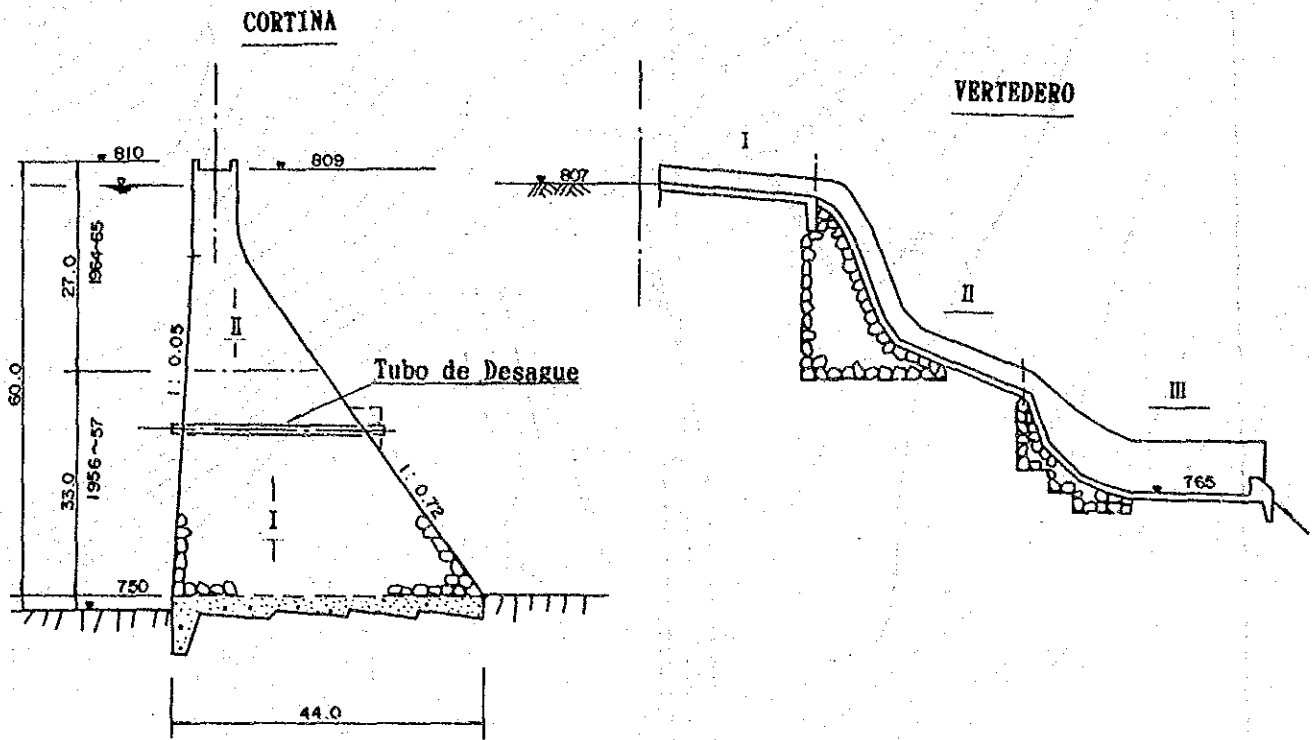 CORTINA
VERTEDERO
I
810
809
807
27.0
1964~65
II
1: 0.05
60.0
Tubo de Desague
II
III
33.0
1956~57
1: 0.72
765
I
750
44.0